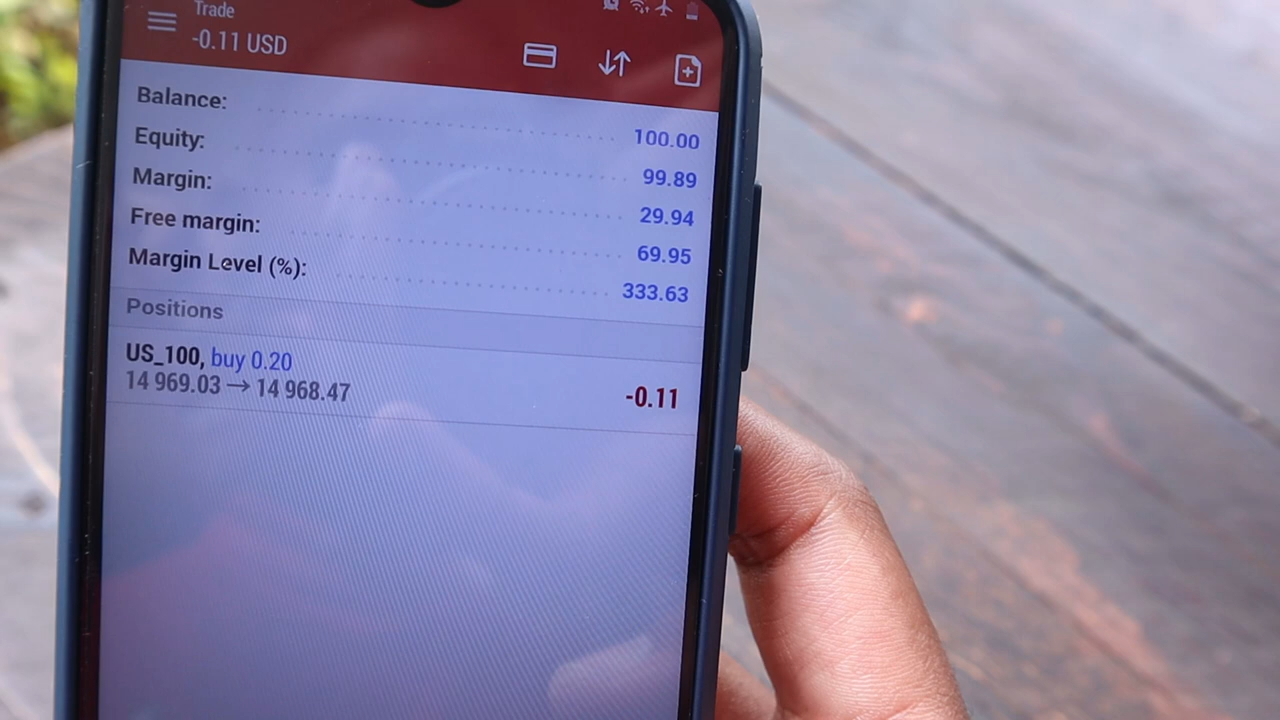 Trade
-0.11 USD
Balance: 100.00
Equity: 99.89
Margin: 29.94
Free margin: 69.95
Margin Level (%): 333.63
Positions
US_100, buy 0.20
14 969.03 → 14 968.47 -0.11